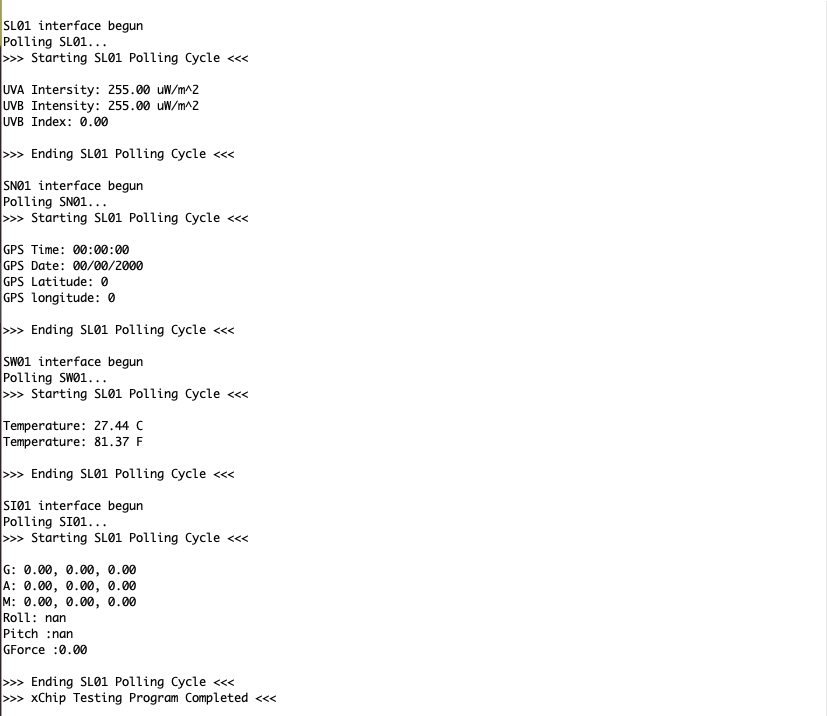 SL01 interface begun
Polling SL01...
>>> Starting SL01 Polling Cycle <<<
UVA Intersity: 255.00 uW/m^2
UVB Intensity: 255.00 uW/m^2
UVB Index: 0.00
>>> Ending SL01 Polling Cycle <<<
SN01 interface begun
Polling SN01...
>>> Starting SL01 Polling Cycle <<<
GPS Time: 00:00:00
GPS Date: 00/00/2000
GPS Latitude: 0
GPS longitude: 0
>>> Ending SL01 Polling Cycle <<<
SW01 interface begun
Polling SW01...
>>> Starting SL01 Polling Cycle <<<
Temperature: 27.44 C
Temperature: 81.37 F
>>> Ending SL01 Polling Cycle <<<
SI01 interface begun
Polling SI01...
>>> Starting SL01 Polling Cycle <<<
G: 0.00, 0.00, 0.00
A: 0.00, 0.00, 0.00
M: 0.00, 0.00, 0.00
Roll: nan
Pitch :nan
GForce :0.00
>>> Ending SL01 Polling Cycle <<<
>>> xChip Testing Program Completed <<<